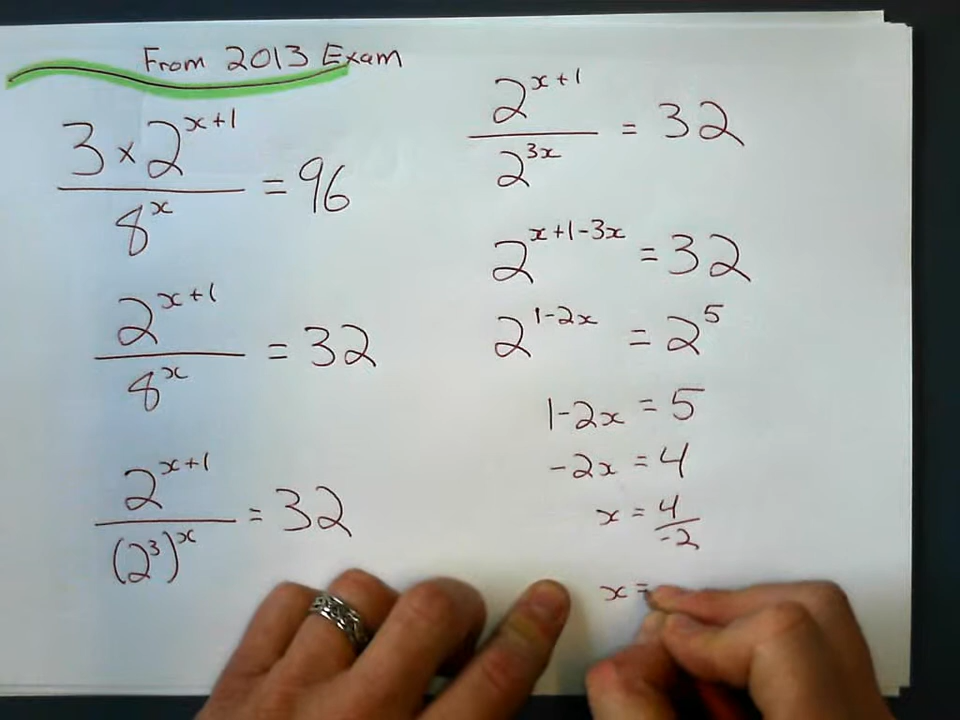 From 2013 Exam
3 × 2^(x+1) / 8^x = 96
2^(x+1) / 8^x = 32
2^(x+1) / (2^3)^x = 32
2^(x+1) / 2^(3x) = 32
2^(x+1-3x) = 32
2^(1-2x) = 2^5
1-2x = 5
-2x = 4
x = 4 / -2
x =